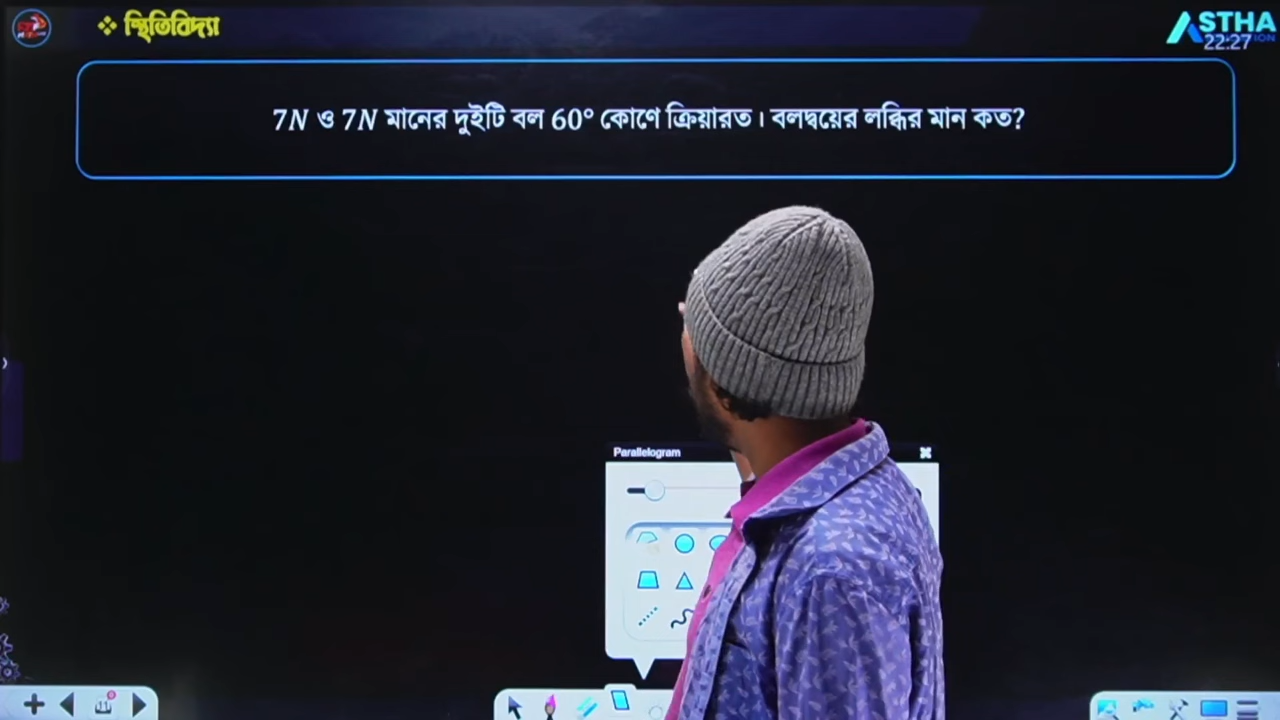 ❖ স্থিতিবিদ্যা
ASTHA
22:27
7N ও 7N মানের দুইটি বল 60° কোণে ক্রিয়ারত। বলদ্বয়ের লব্ধির মান কত?
Parallelogram